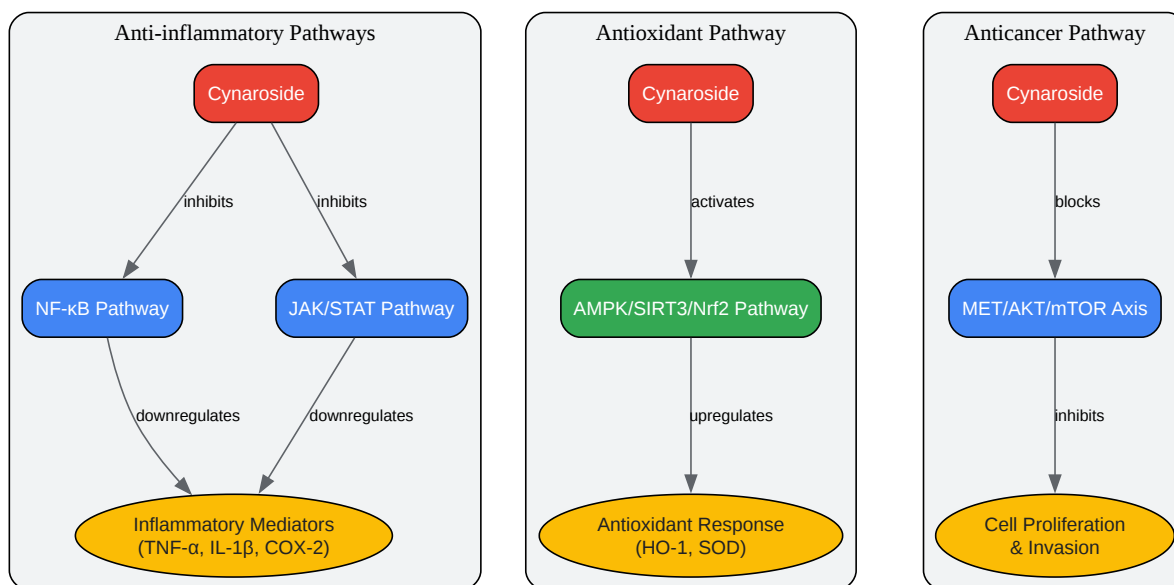 Anti-inflammatory Pathways
Cynaroside
inhibits
inhibits
NF-κB Pathway
JAK/STAT Pathway
downregulates
downregulates
Inflammatory Mediators
(TNF-α, IL-1β, COX-2)
Antioxidant Pathway
Cynaroside
activates
AMPK/SIRT3/Nrf2 Pathway
upregulates
Antioxidant Response
(HO-1, SOD)
Anticancer Pathway
Cynaroside
blocks
MET/AKT/mTOR Axis
inhibits
Cell Proliferation
& Invasion